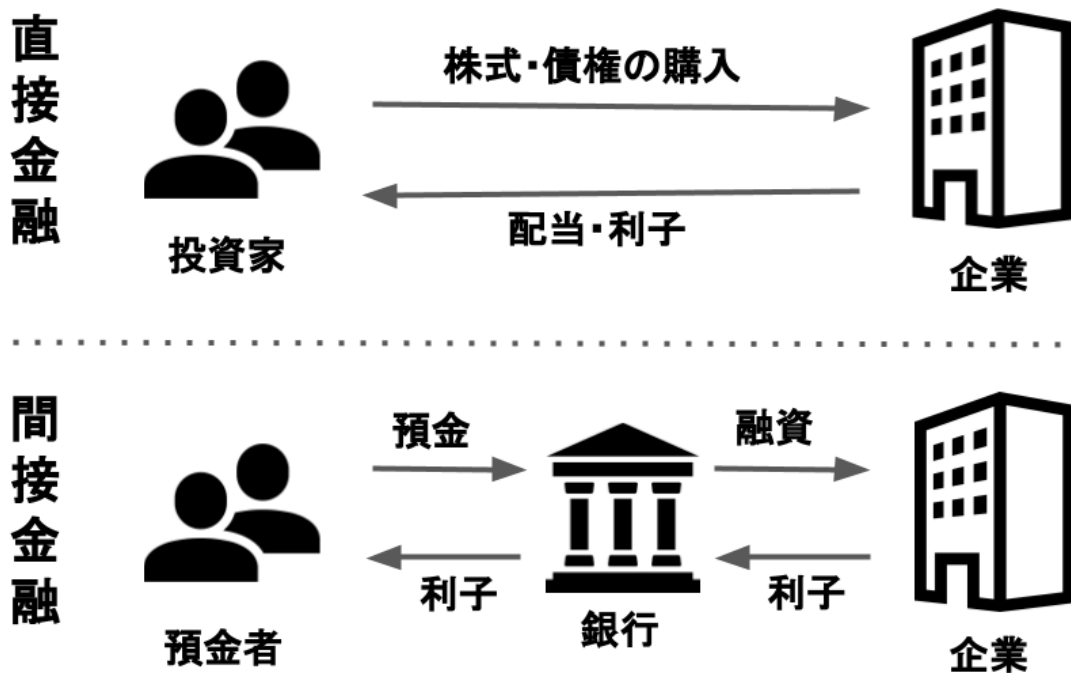 直接金融
株式・債権の購入
配当・利子
投資家
企業
間接金融
預金
融資
利子
利子
預金者
銀行
企業